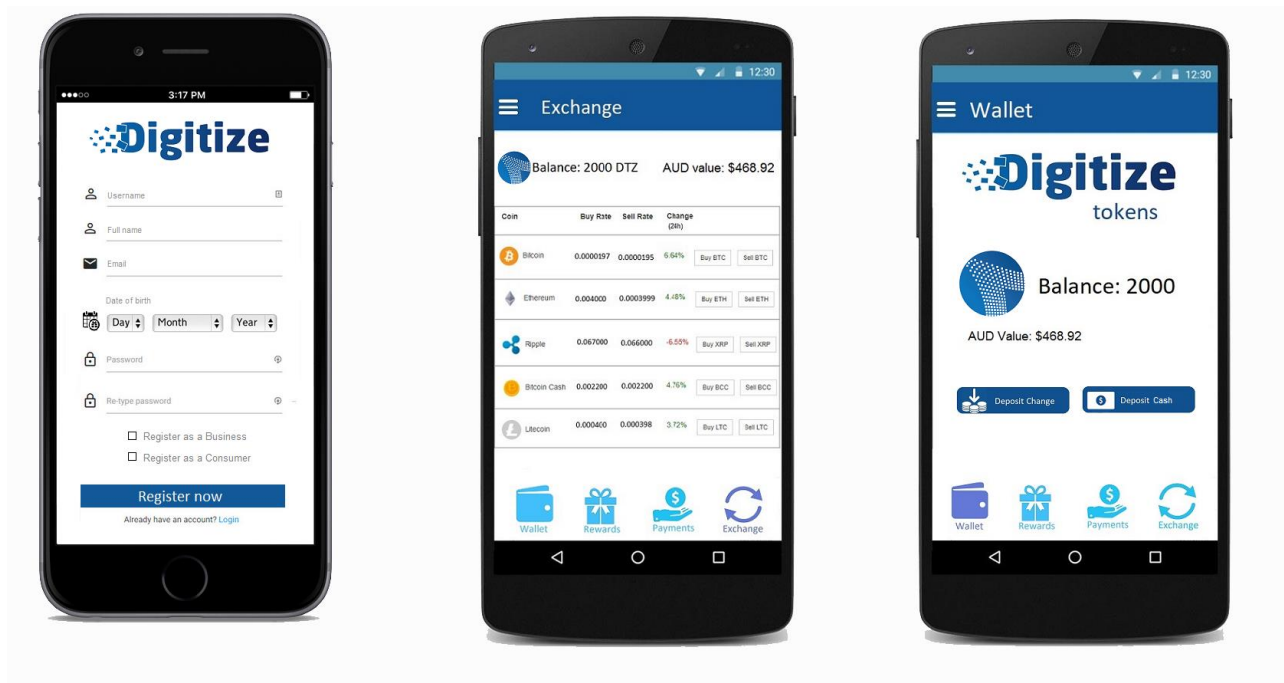 3:17 PM
Digitize
Username
Full name
Email
Date of birth
Day Month Year
Password
Re-type password
Register as a Business
Register as a Consumer
Register now
Already have an account? Login
12:30
Exchange
Balance: 2000 DTZ AUD value: $468.92
Coin Buy Rate Sell Rate Change
(24h)
Bitcoin 0.0000197 0.0000195 6.64% Buy BTC Sell BTC
Ethereum 0.004000 0.0003999 4.48% Buy ETH Sell ETH
Ripple 0.067000 0.066000 -6.55% Buy XRP Sell XRP
Bitcoin Cash 0.002200 0.002200 4.76% Buy BCC Sell BCC
Litecoin 0.000400 0.000398 3.72% Buy LTC Sell LTC
Wallet Rewards Payments Exchange
12:30
Wallet
Digitize
tokens
Balance: 2000
AUD Value: $468.92
Deposit Change Deposit Cash
Wallet Rewards Payments Exchange